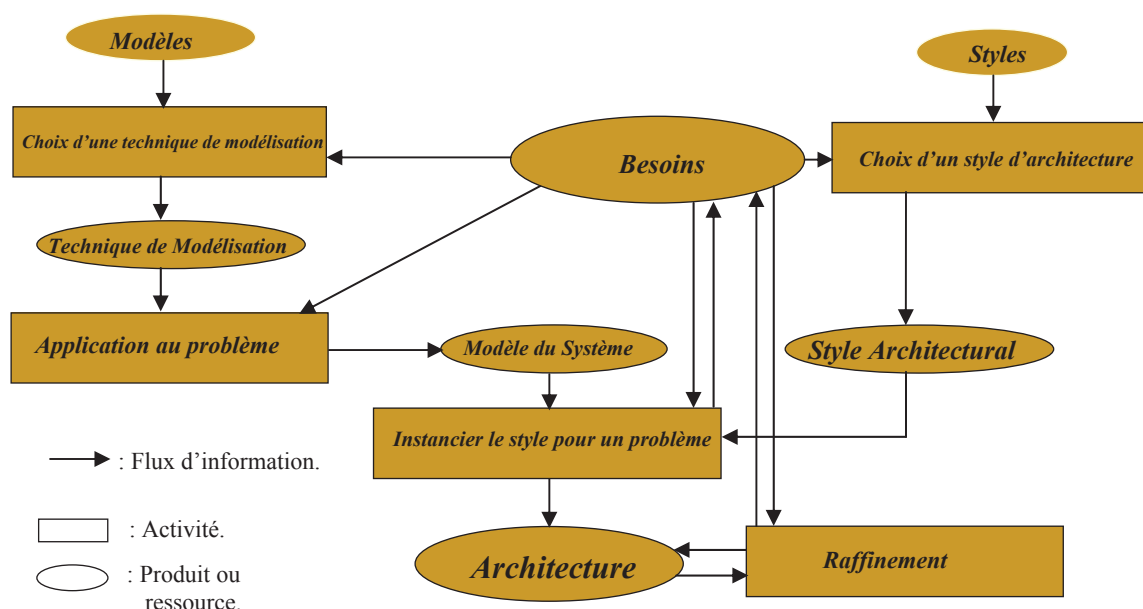 Modèles
Styles
Choix d'une technique de modélisation
Besoins
Choix d'un style d'architecture
Technique de Modélisation
Application au problème
Modèle du Système
Style Architectural
Instancier le style pour un problème
: Flux d'information.
: Activité.
Architecture
Raffinement
: Produit ou
ressource.